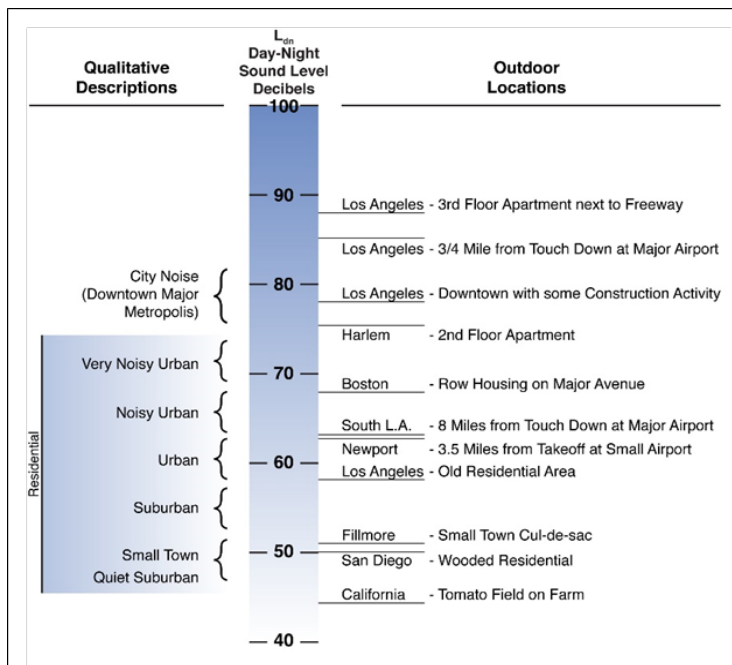 Qualitative
Descriptions
L dn
Day-Night
Sound Level
Decibels
Outdoor
Locations
100
90
Los Angeles - 3rd Floor Apartment next to Freeway
Los Angeles - 3/4 Mile from Touch Down at Major Airport
City Noise
(Downtown Major
Metropolis)
80
Los Angeles - Downtown with some Construction Activity
Harlem - 2nd Floor Apartment
Very Noisy Urban
70
Boston - Row Housing on Major Avenue
Noisy Urban
South L.A. - 8 Miles from Touch Down at Major Airport
Newport - 3.5 Miles from Takeoff at Small Airport
Urban
60
Los Angeles - Old Residential Area
Residential
Suburban
Fillmore - Small Town Cul-de-sac
Small Town
50
San Diego - Wooded Residential
Quiet Suburban
California - Tomato Field on Farm
40